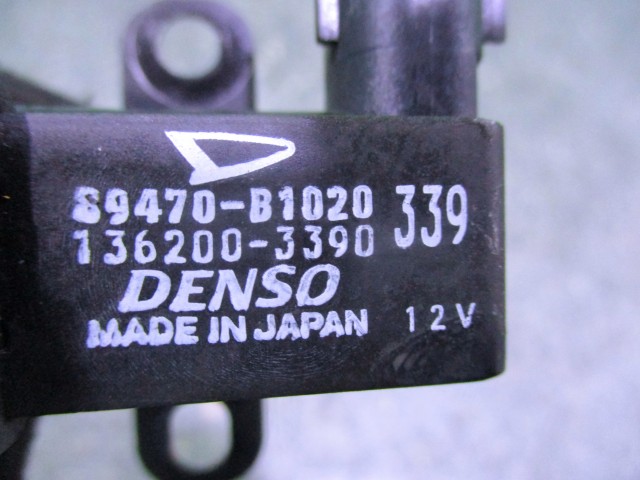 89470-B1020
136200-3390 339
DENSO
MADE IN JAPAN 12V